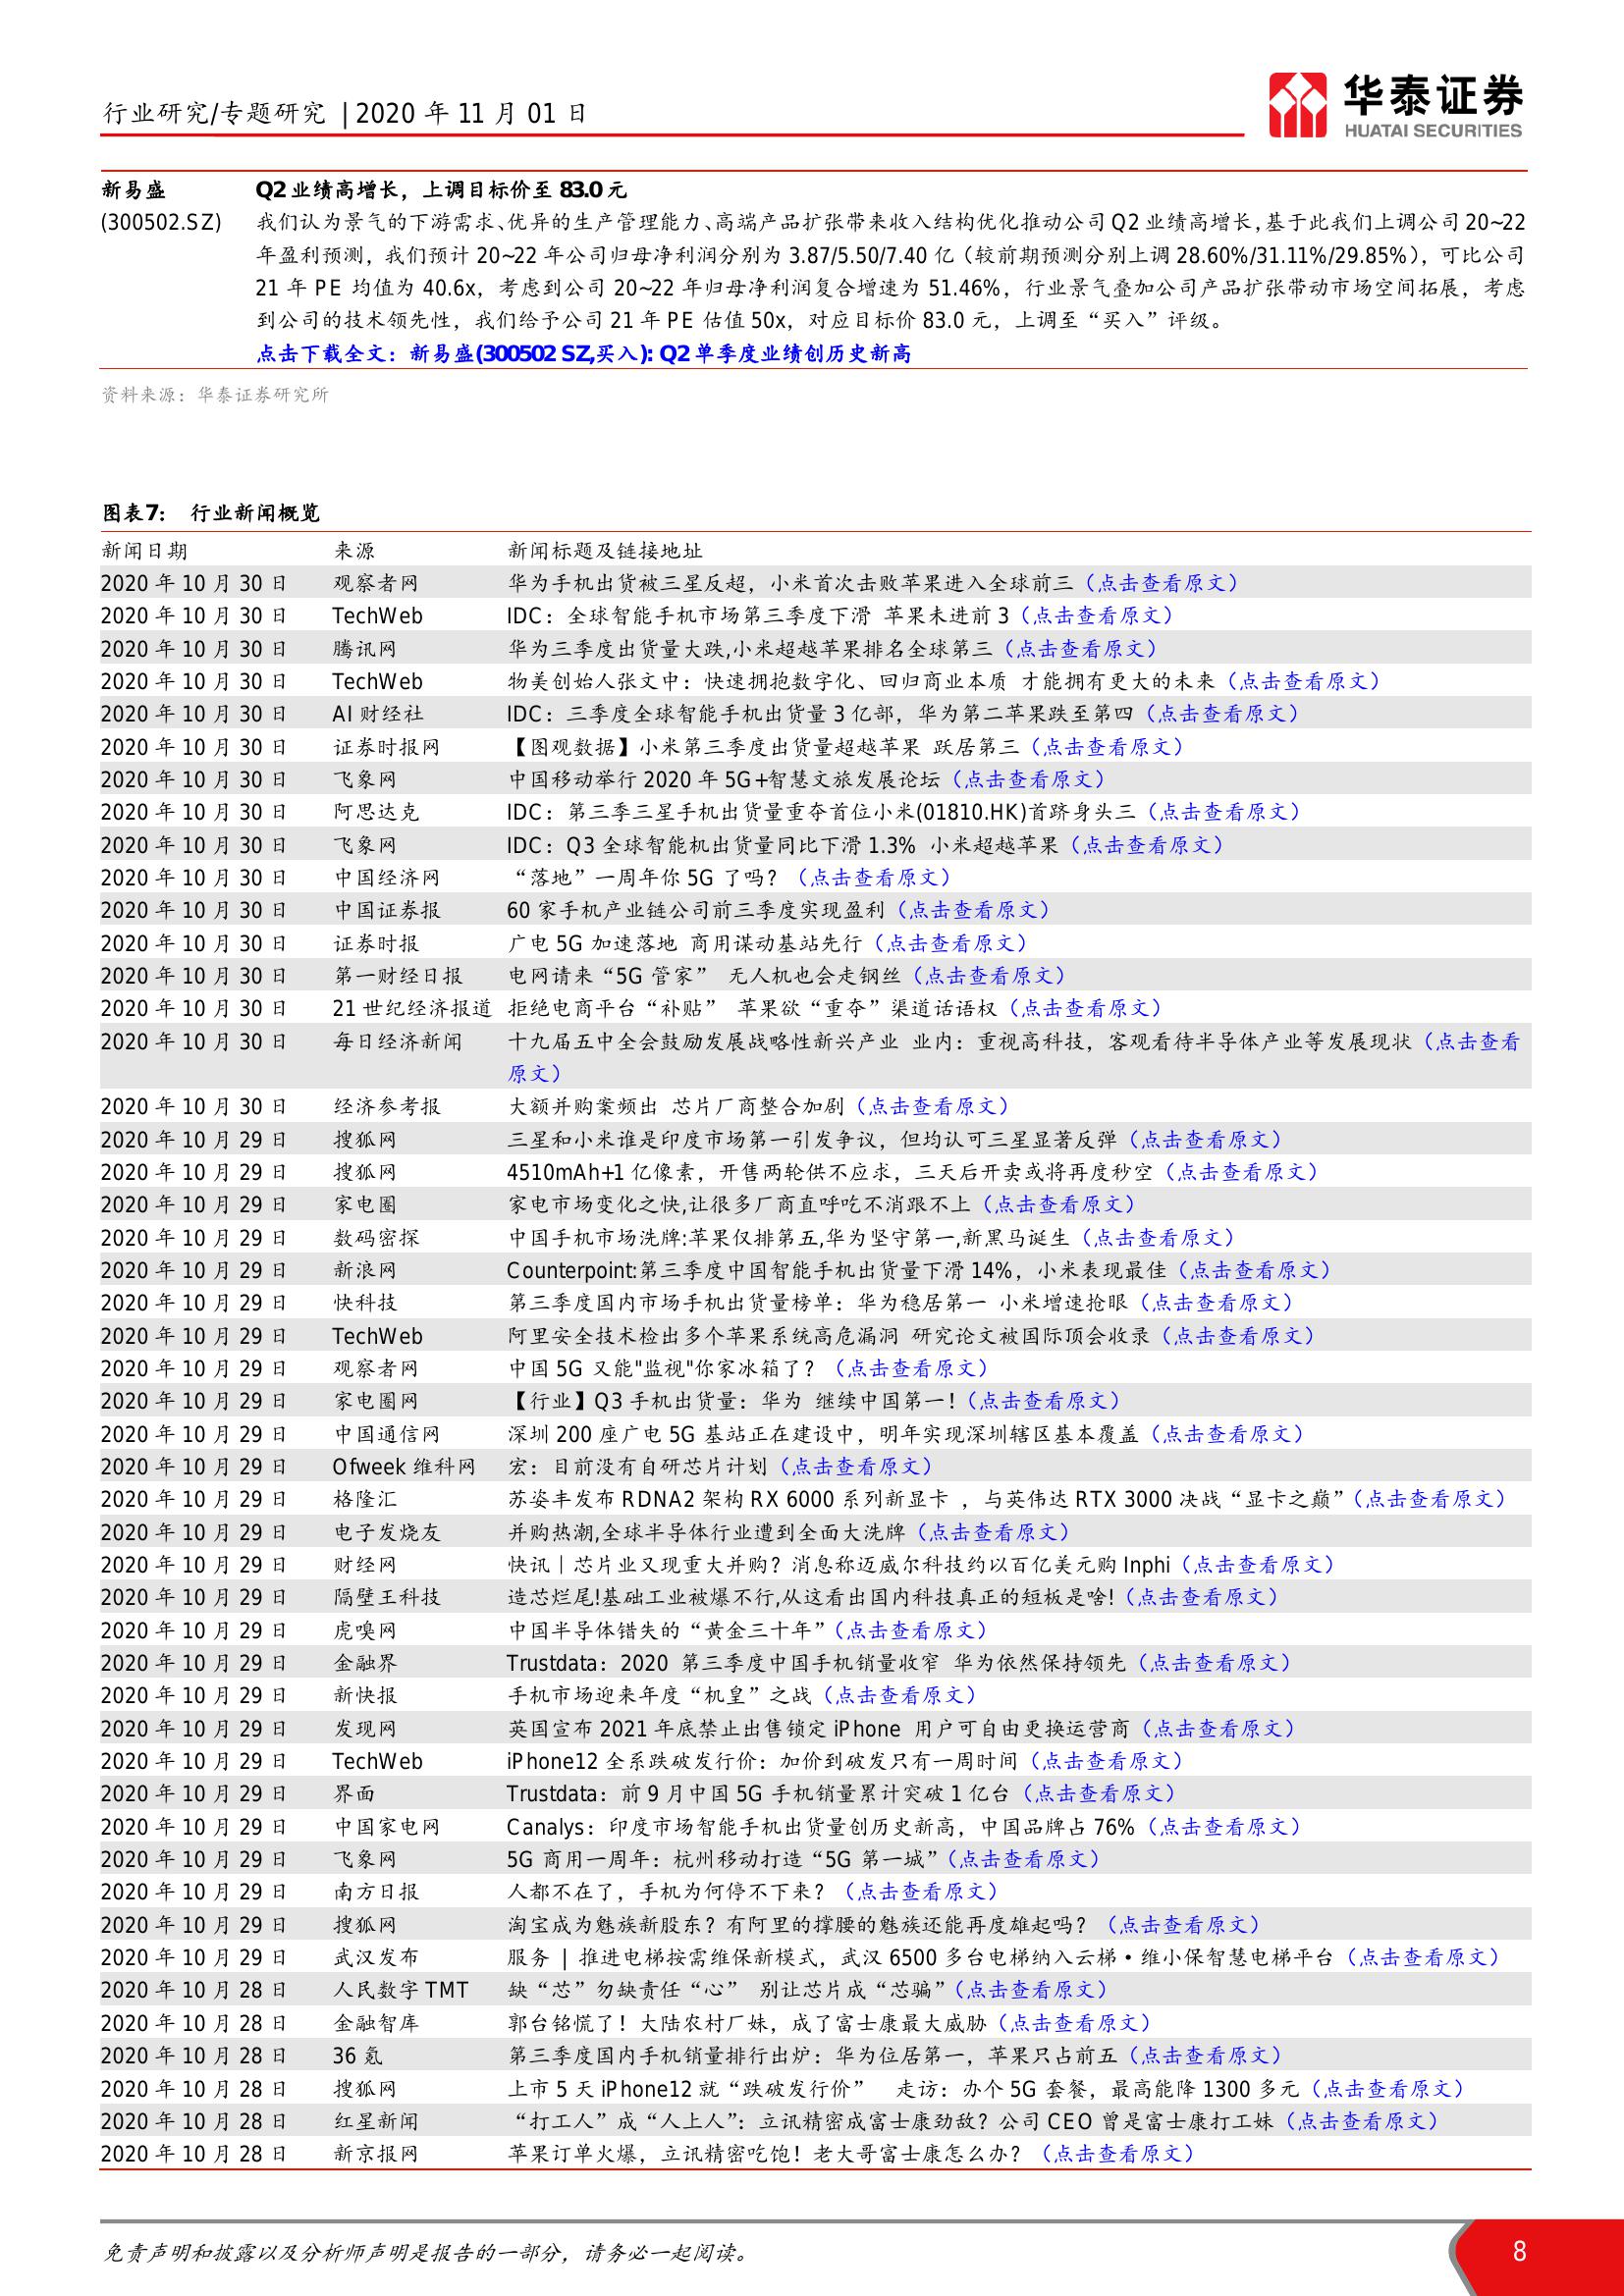 行业研究/专题研究 | 2020 年 11 月 01 日
华泰证券
HUATAI SECURITIES
新易盛 Q2 业绩高增长，上调目标价至 83.0 元
(300502.SZ) 我们认为景气的下游需求、优异的生产管理能力、高端产品扩张带来收入结构优化推动公司 Q2 业绩高增长，基于此我们上调公司 20~22
年盈利预测，我们预计 20~22 年公司归母净利润分别为 3.87/5.50/7.40 亿（较前期预测分别上调 28.60%/31.11%/29.85%），可比公司
21 年 PE 均值为 40.6x，考虑到公司 20~22 年归母净利润复合增速为 51.46%，行业景气叠加公司产品扩张带动市场空间拓展，考虑
到公司的技术领先性，我们给予公司 21 年 PE 估值 50x，对应目标价 83.0 元，上调至“买入”评级。
点击下载全文：新易盛(300502 SZ,买入): Q2 单季度业绩创历史新高
资料来源：华泰证券研究所
图表7： 行业新闻概览
新闻日期 来源 新闻标题及链接地址
2020 年 10 月 30 日 观察者网 华为手机出货被三星反超，小米首次击败苹果进入全球前三（点击查看原文）
2020 年 10 月 30 日 TechWeb IDC：全球智能手机市场第三季度下滑 苹果未进前 3（点击查看原文）
2020 年 10 月 30 日 腾讯网 华为三季度出货量大跌,小米超越苹果排名全球第三（点击查看原文）
2020 年 10 月 30 日 TechWeb 物美创始人张文中：快速拥抱数字化、回归商业本质 才能拥有更大的未来（点击查看原文）
2020 年 10 月 30 日 AI 财经社 IDC：三季度全球智能手机出货量 3 亿部，华为第二苹果跌至第四（点击查看原文）
2020 年 10 月 30 日 证券时报网 【图观数据】小米第三季度出货量超越苹果 跃居第三（点击查看原文）
2020 年 10 月 30 日 飞象网 中国移动举行 2020 年 5G+智慧文旅发展论坛（点击查看原文）
2020 年 10 月 30 日 阿思达克 IDC：第三季三星手机出货量重夺首位小米(01810.HK)首跻身头三（点击查看原文）
2020 年 10 月 30 日 飞象网 IDC：Q3 全球智能机出货量同比下滑 1.3% 小米超越苹果（点击查看原文）
2020 年 10 月 30 日 中国经济网 “落地”一周年你 5G 了吗？（点击查看原文）
2020 年 10 月 30 日 中国证券报 60 家手机产业链公司前三季度实现盈利（点击查看原文）
2020 年 10 月 30 日 证券时报 广电 5G 加速落地 商用谋动基站先行（点击查看原文）
2020 年 10 月 30 日 第一财经日报 电网请来“5G 管家” 无人机也会走钢丝（点击查看原文）
2020 年 10 月 30 日 21 世纪经济报道 拒绝电商平台“补贴” 苹果欲“重夺”渠道话语权（点击查看原文）
2020 年 10 月 30 日 每日经济新闻 十九届五中全会鼓励发展战略性新兴产业 业内：重视高科技，客观看待半导体产业等发展现状（点击查看
原文）
2020 年 10 月 30 日 经济参考报 大额并购案频出 芯片厂商整合加剧（点击查看原文）
2020 年 10 月 29 日 搜狐网 三星和小米谁是印度市场第一引发争议，但均认可三星显著反弹（点击查看原文）
2020 年 10 月 29 日 搜狐网 4510mAh+1 亿像素，开售两轮供不应求，三天后开卖或将再度秒空（点击查看原文）
2020 年 10 月 29 日 家电圈 家电市场变化之快,让很多厂商直呼吃不消跟不上（点击查看原文）
2020 年 10 月 29 日 数码密探 中国手机市场洗牌:苹果仅排第五,华为坚守第一,新黑马诞生（点击查看原文）
2020 年 10 月 29 日 新浪网 Counterpoint:第三季度中国智能手机出货量下滑 14%，小米表现最佳（点击查看原文）
2020 年 10 月 29 日 快科技 第三季度国内市场手机出货量榜单：华为稳居第一 小米增速抢眼（点击查看原文）
2020 年 10 月 29 日 TechWeb 阿里安全技术检出多个苹果系统高危漏洞 研究论文被国际顶会收录（点击查看原文）
2020 年 10 月 29 日 观察者网 中国 5G 又能"监视"你家冰箱了？（点击查看原文）
2020 年 10 月 29 日 家电圈网 【行业】Q3 手机出货量：华为 继续中国第一!（点击查看原文）
2020 年 10 月 29 日 中国通信网 深圳 200 座广电 5G 基站正在建设中，明年实现深圳辖区基本覆盖（点击查看原文）
2020 年 10 月 29 日 Ofweek 维科网 宏：目前没有自研芯片计划（点击查看原文）
2020 年 10 月 29 日 格隆汇 苏姿丰发布 RDNA2 架构 RX 6000 系列新显卡 ，与英伟达 RTX 3000 决战“显卡之巅”（点击查看原文）
2020 年 10 月 29 日 电子发烧友 并购热潮,全球半导体行业遭到全面大洗牌（点击查看原文）
2020 年 10 月 29 日 财经网 快讯｜芯片业又现重大并购？消息称迈威尔科技约以百亿美元购 Inphi（点击查看原文）
2020 年 10 月 29 日 隔壁王科技 造芯烂尾!基础工业被爆不行,从这看出国内科技真正的短板是啥!（点击查看原文）
2020 年 10 月 29 日 虎嗅网 中国半导体错失的“黄金三十年”（点击查看原文）
2020 年 10 月 29 日 金融界 Trustdata：2020 第三季度中国手机销量收窄 华为依然保持领先（点击查看原文）
2020 年 10 月 29 日 新快报 手机市场迎来年度“机皇”之战（点击查看原文）
2020 年 10 月 29 日 发现网 英国宣布 2021 年底禁止出售锁定 iPhone 用户可自由更换运营商（点击查看原文）
2020 年 10 月 29 日 TechWeb iPhone12 全系跌破发行价：加价到破发只有一周时间（点击查看原文）
2020 年 10 月 29 日 界面 Trustdata：前 9 月中国 5G 手机销量累计突破 1 亿台（点击查看原文）
2020 年 10 月 29 日 中国家电网 Canalys：印度市场智能手机出货量创历史新高，中国品牌占 76%（点击查看原文）
2020 年 10 月 29 日 飞象网 5G 商用一周年：杭州移动打造“5G 第一城”（点击查看原文）
2020 年 10 月 29 日 南方日报 人都不在了，手机为何停不下来？（点击查看原文）
2020 年 10 月 29 日 搜狐网 淘宝成为魅族新股东？有阿里的撑腰的魅族还能再度雄起吗？（点击查看原文）
2020 年 10 月 29 日 武汉发布 服务 | 推进电梯按需维保新模式，武汉 6500 多台电梯纳入云梯·维小保智慧电梯平台（点击查看原文）
2020 年 10 月 28 日 人民数字 TMT 缺“芯”勿缺责任“心” 别让芯片成“芯骗”（点击查看原文）
2020 年 10 月 28 日 金融智库 郭台铭慌了！大陆农村厂妹，成了富士康最大威胁（点击查看原文）
2020 年 10 月 28 日 36 氪 第三季度国内手机销量排行出炉：华为位居第一，苹果只占前五（点击查看原文）
2020 年 10 月 28 日 搜狐网 上市 5 天 iPhone12 就“跌破发行价” 走访：办个 5G 套餐，最高能降 1300 多元（点击查看原文）
2020 年 10 月 28 日 红星新闻 “打工人”成“人上人”：立讯精密成富士康劲敌？公司 CEO 曾是富士康打工妹（点击查看原文）
2020 年 10 月 28 日 新京报网 苹果订单火爆，立讯精密吃饱！老大哥富士康怎么办？（点击查看原文）
免责声明和披露以及分析师声明是报告的一部分，请务必一起阅读。 8